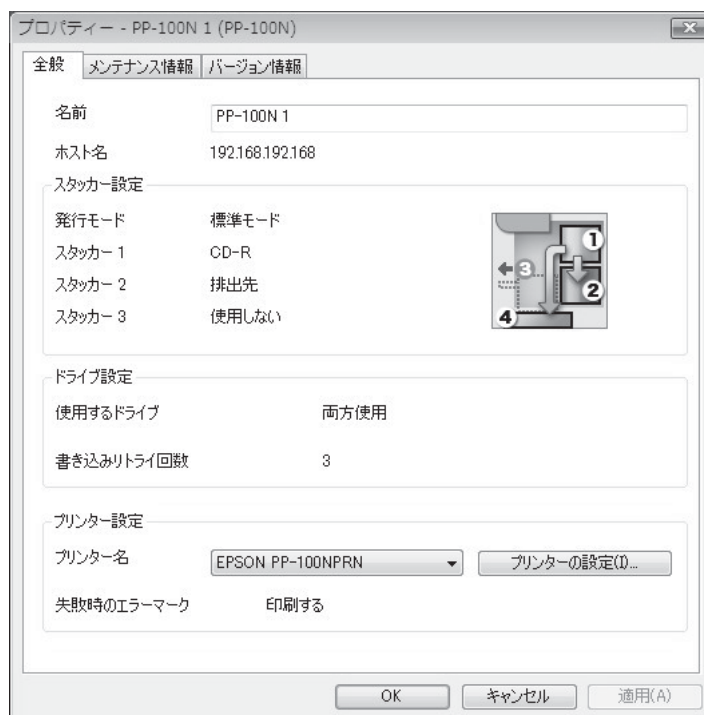 プロパティー - PP-100N 1 (PP-100N)
全般 メンテナンス情報 バージョン情報
名前 PP-100N 1
ホスト名 192.168.192.168
スタッカー設定
発行モード 標準モード
スタッカー 1 CD-R
スタッカー 2 排出先
スタッカー 3 使用しない
1
3
2
4
ドライブ設定
使用するドライブ 両方使用
書き込みリトライ回数 3
プリンター設定
プリンター名 EPSON PP-100NPRN プリンターの設定(I)...
失敗時のエラーマーク 印刷する
OK キャンセル 適用(A)